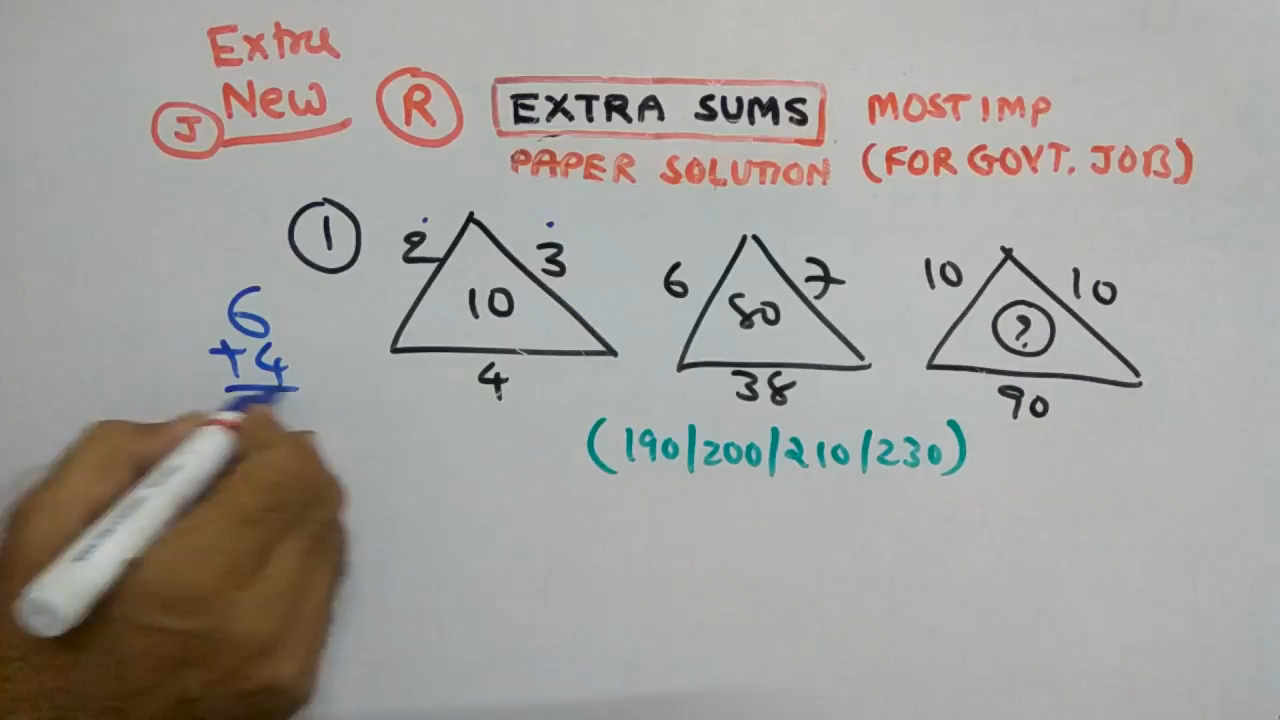 Extra
New
J
R
EXTRA SUMS
MOST IMP
PAPER SOLUTION (FOR GOVT. JOB)
1
2 3
10
4
6 7
80
38
10 10
?
90
6
+4
(190/200/210/230)